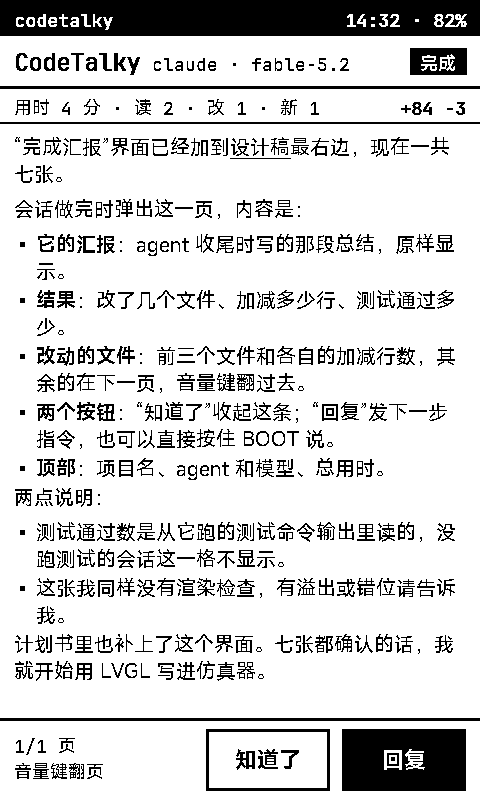 codetalky 14:32 · 82%
CodeTalky claude · fable-5.2 完成
用时 4 分 · 读 2 · 改 1 · 新 1 +84 -3
“完成汇报”界面已经加到设计稿最右边，现在一共
七张。
会话做完时弹出这一页，内容是：
▪ 它的汇报：agent 收尾时写的那段总结，原样显
示。
▪ 结果：改了几个文件、加减多少行、测试通过多
少。
▪ 改动的文件：前三个文件和各自的加减行数，其
余的在下一页，音量键翻过去。
▪ 两个按钮：“知道了”收起这条；“回复”发下一步
指令，也可以直接按住 BOOT 说。
▪ 顶部：项目名、agent 和模型、总用时。
两点说明：
▪ 测试通过数是从它跑的测试命令输出里读的，没
跑测试的会话这一格不显示。
▪ 这张我同样没有渲染检查，有溢出或错位请告诉
我。
计划书里也补上了这个界面。七张都确认的话，我
就开始用 LVGL 写进仿真器。
1/1 页
音量键翻页
知道了
回复